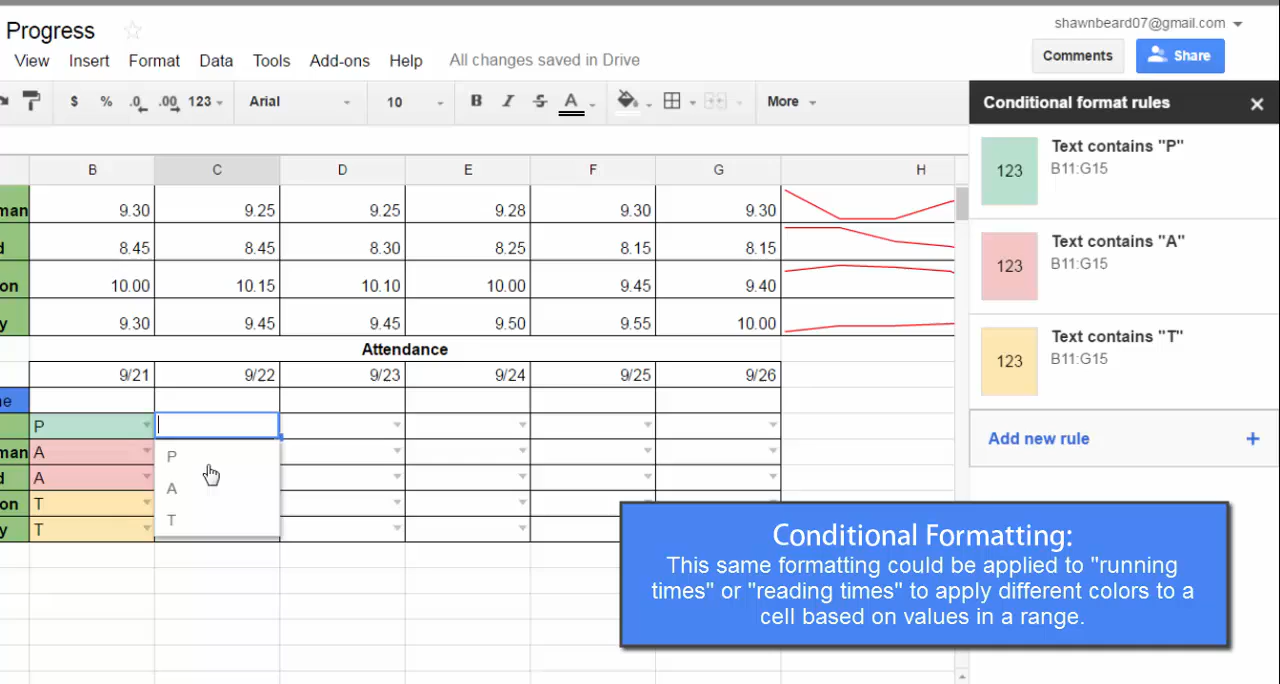 Progress
shawnbeard07@gmail.com
View Insert Format Data Tools Add-ons Help All changes saved in Drive
Comments Share
$ % .0 .00 123 Arial 10 B I S A More
Conditional format rules
B C D E F G H
man 9.30 9.25 9.25 9.28 9.30 9.30
d 8.45 8.45 8.30 8.25 8.15 8.15
on 10.00 10.15 10.10 10.00 9.45 9.40
y 9.30 9.45 9.45 9.50 9.55 10.00
Attendance
9/21 9/22 9/23 9/24 9/25 9/26
ne
P
man A
d A
on T
y T
P
A
T
123 Text contains "P"
B11:G15
123 Text contains "A"
B11:G15
123 Text contains "T"
B11:G15
Add new rule +
Conditional Formatting:
This same formatting could be applied to "running
times" or "reading times" to apply different colors to a
cell based on values in a range.